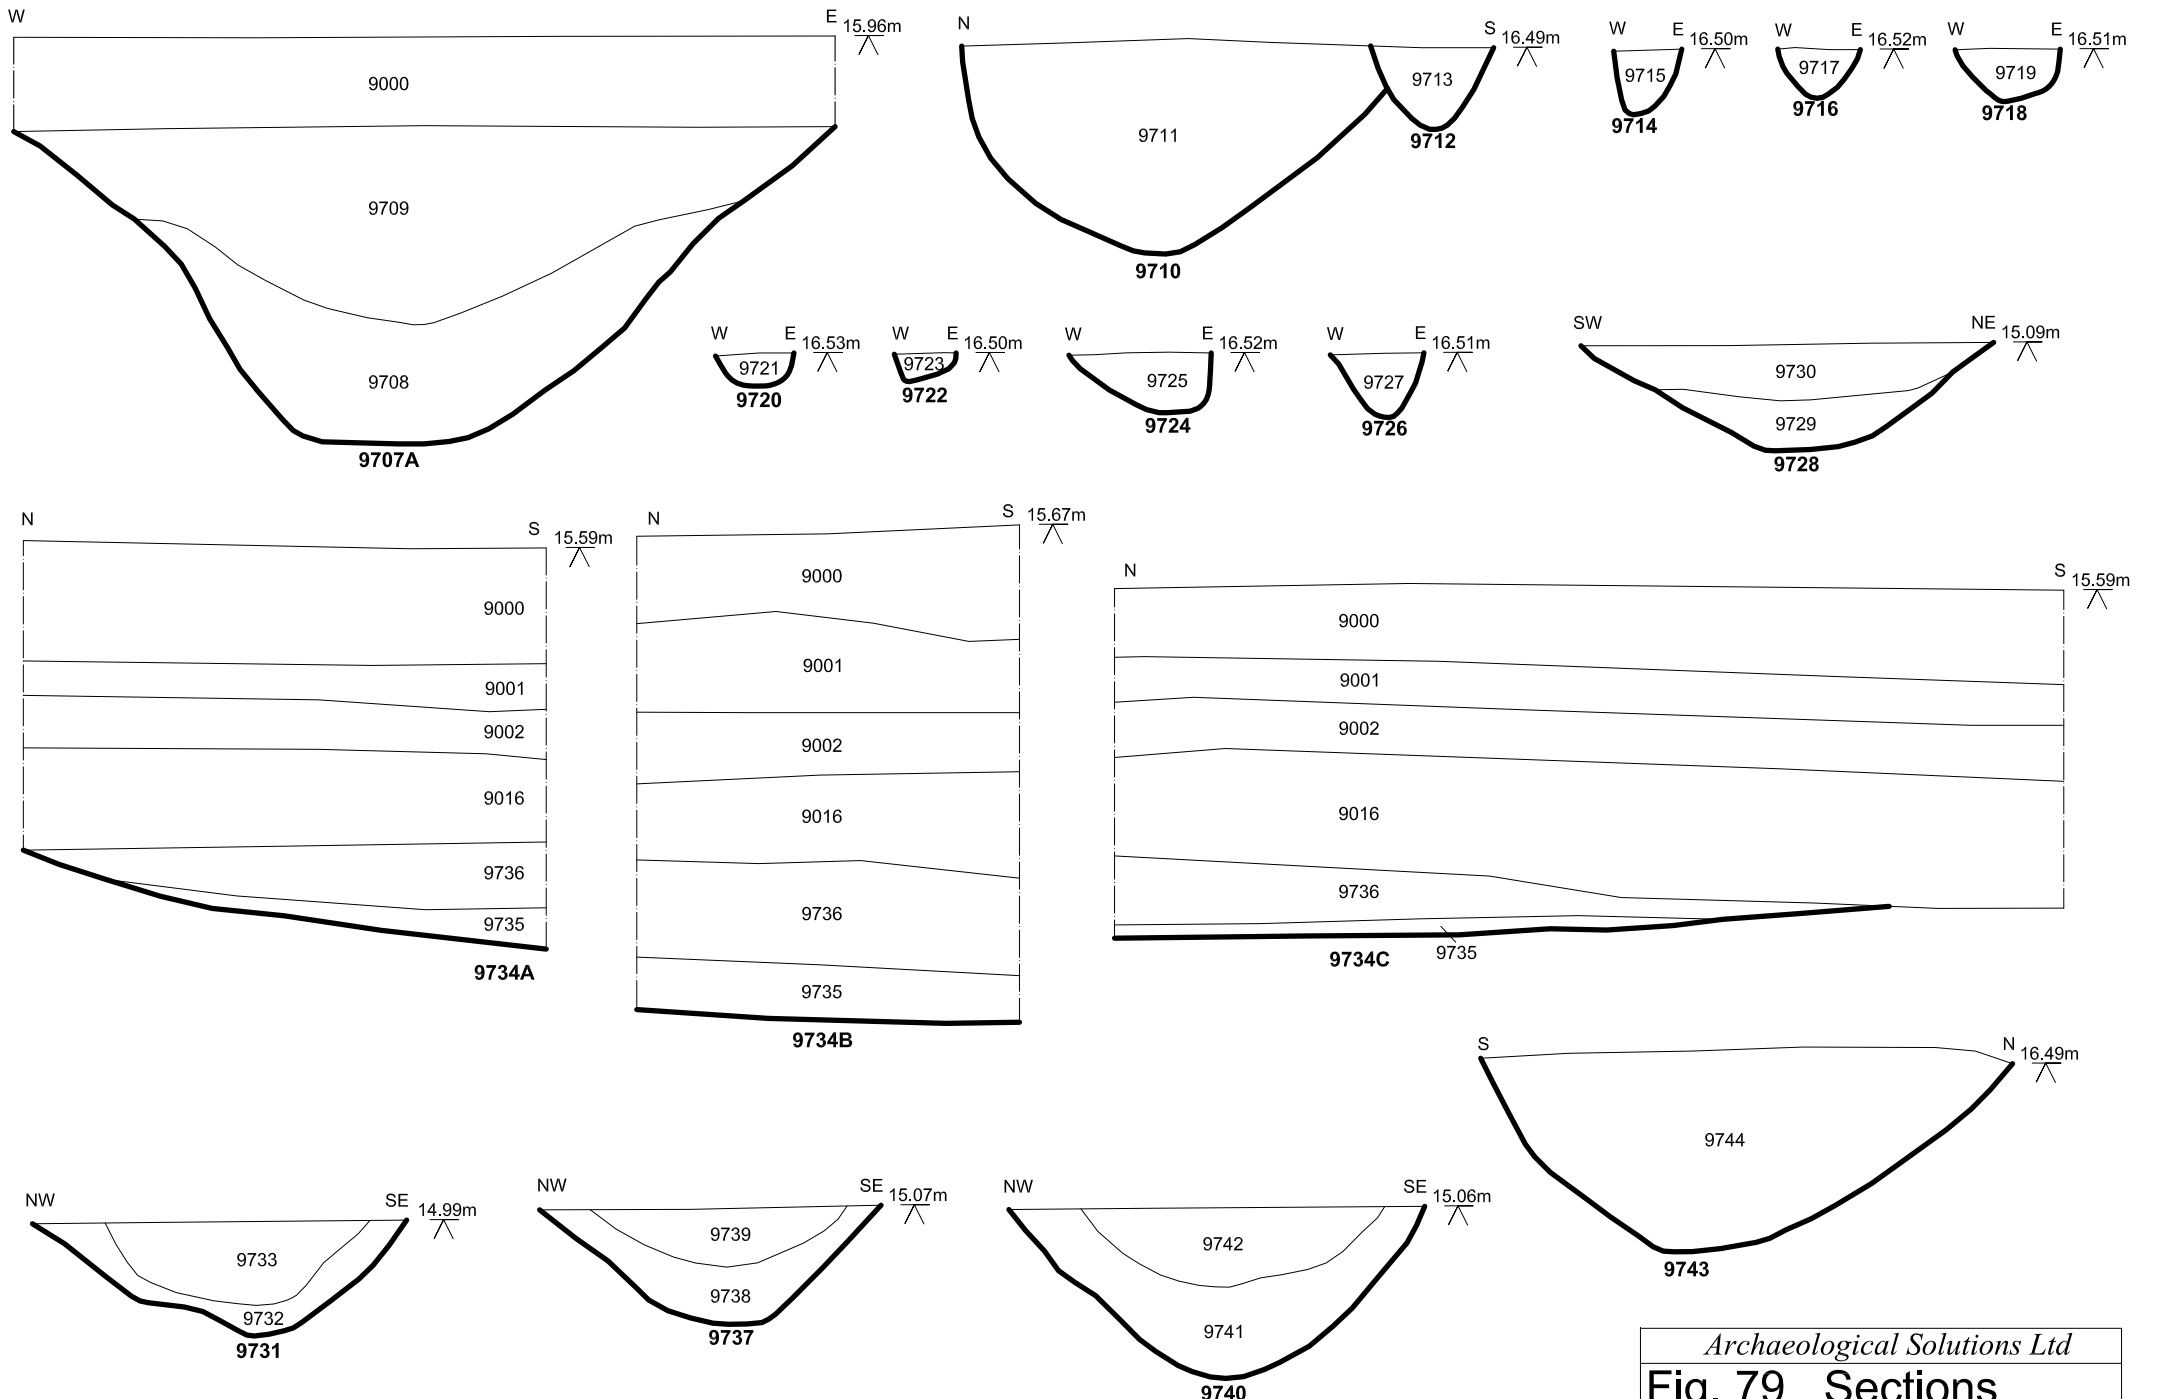 W E 15.96m
9000
9709
9708
9707A
N S 16.49m
9711
9713
9712
9710
W E 16.50m
9715
9714
W E 16.52m
9717
9716
W E 16.51m
9719
9718
W E 16.53m
9721
9720
W E 16.50m
9723
9722
W E 16.52m
9725
9724
W E 16.51m
9727
9726
SW NE 15.09m
9730
9729
9728
N S 15.59m
9000
9001
9002
9016
9736
9735
9734A
N S 15.67m
9000
9001
9002
9016
9736
9735
9734B
N S 15.59m
9000
9001
9002
9016
9736
9735
9734C
S N 16.49m
9744
9743
NW SE 14.99m
9733
9732
9731
NW SE 15.07m
9739
9738
9737
NW SE 15.06m
9742
9741
9740
Archaeological Solutions Ltd
Fig. 79 Sections